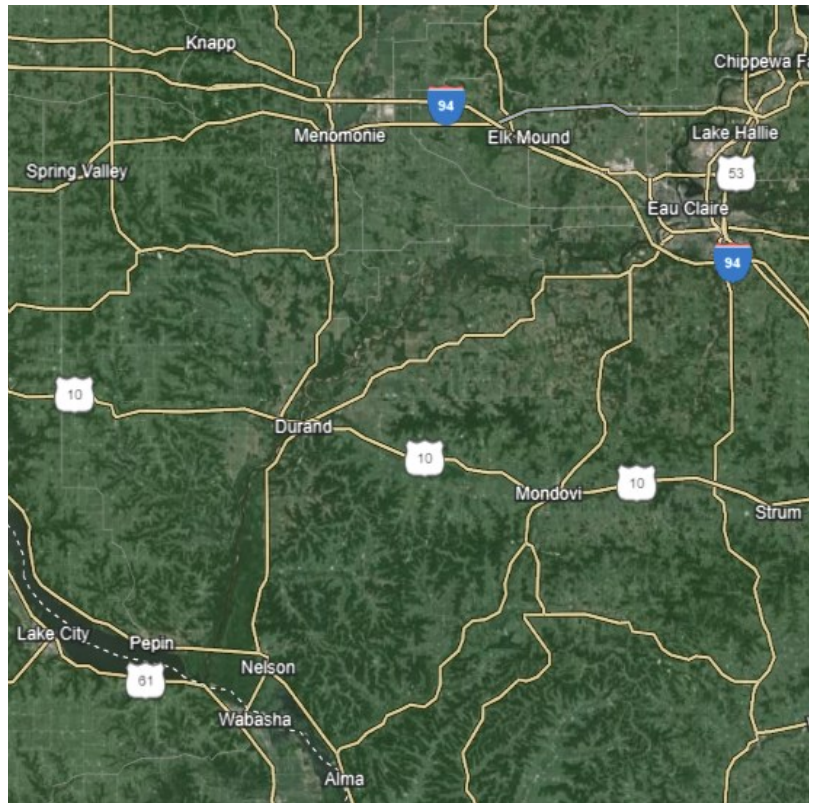 Knapp
Chippewa Fa
94
Menomonie
Elk Mound
Lake Hallie
Spring Valley
53
Eau Claire
94
10
Durand
10
10
Mondovi
Strum
Lake City
Pepin
Nelson
61
Wabasha
Alma